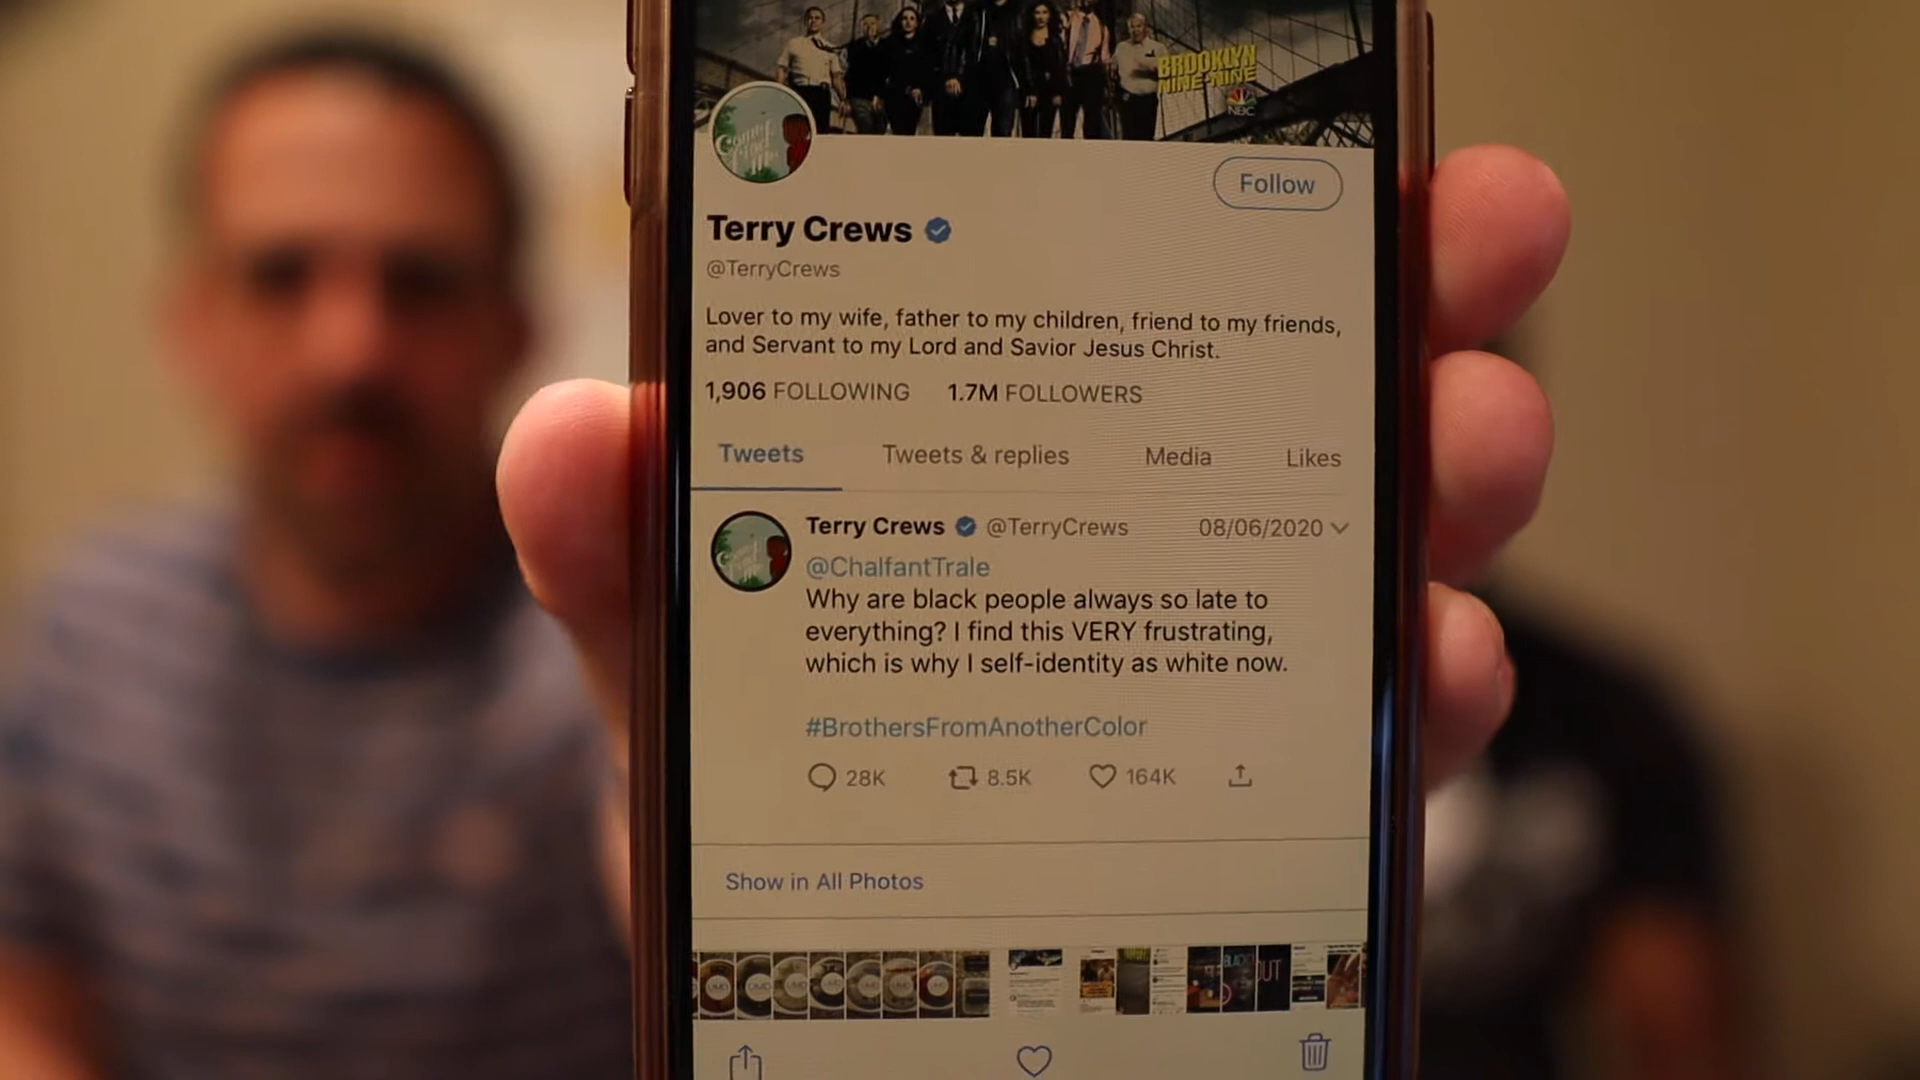 BROOKLYN
NINE-NINE
NBC
Follow
Terry Crews
@TerryCrews
Lover to my wife, father to my children, friend to my friends,
and Servant to my Lord and Savior Jesus Christ.
1,906 FOLLOWING 1.7M FOLLOWERS
Tweets Tweets & replies Media Likes
Terry Crews @TerryCrews 08/06/2020
@ChalfantTrale
Why are black people always so late to
everything? I find this VERY frustrating,
which is why I self-identity as white now.
#BrothersFromAnotherColor
28K 8.5K 164K
Show in All Photos